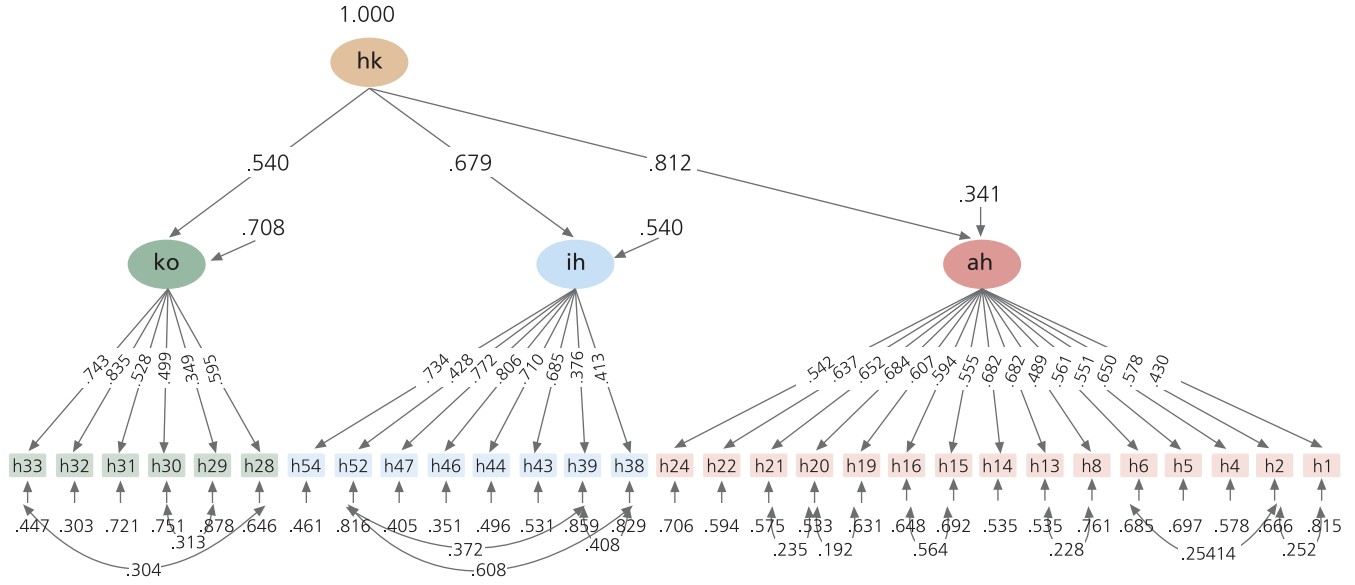 1.000
hk
.540 .679 .812
.341
.708 .540
ko ih ah
.743 .835 .528 .499 .349 .595 .734 .428 .772 .806 .710 .685 .376 .413 .542 .637 .652 .684 .607 .594 .555 .682 .682 .489 .561 .551 .650 .578 .430
h33 h32 h31 h30 h29 h28 h54 h52 h47 h46 h44 h43 h39 h38 h24 h22 h21 h20 h19 h16 h15 h14 h13 h8 h6 h5 h4 h2 h1
.447 .303 .721 .751 .878 .646 .461 .816 .405 .351 .496 .531 .859 .829 .706 .594 .575 .533 .631 .648 .692 .535 .535 .761 .685 .697 .578 .666 .815
.313 .372 .408 .235 .192 .564 .228 .25414 .252
.304 .608